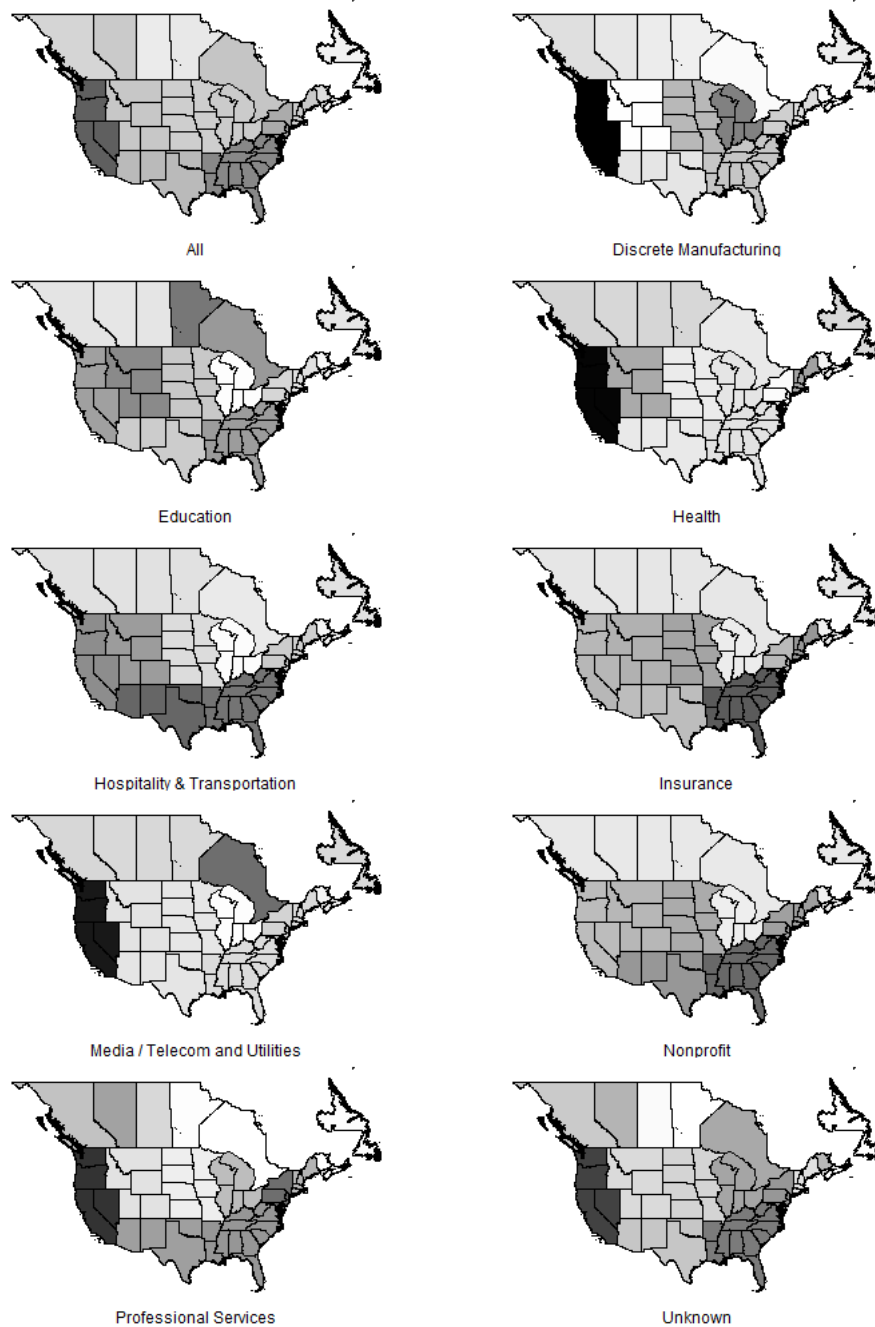 All
Discrete Manufacturing
Education
Health
Hospitality & Transportation
Insurance
Media / Telecom and Utilities
Nonprofit
Professional Services
Unknown